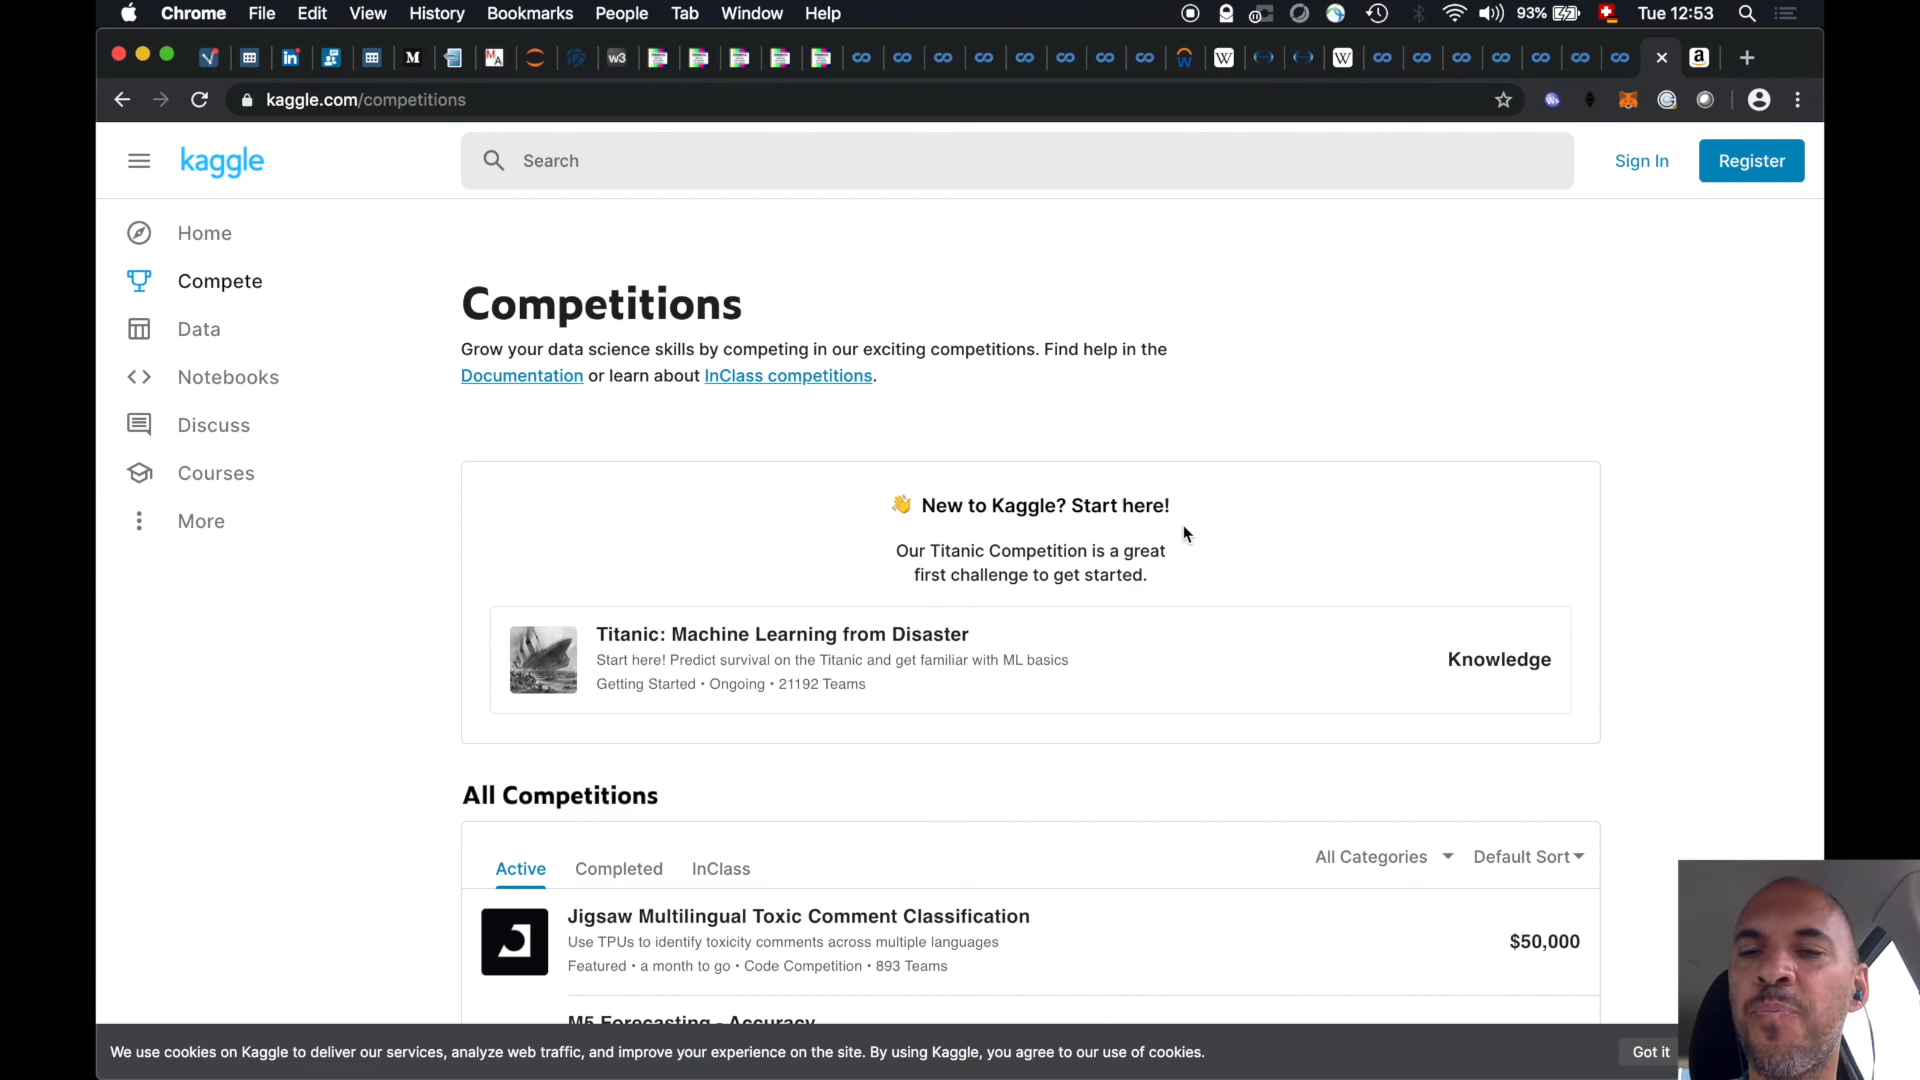 Chrome File Edit View History Bookmarks People Tab Window Help 93% Tue 12:53
in M MA w3 W W W a
kaggle.com/competitions Ws
kaggle Search Sign In Register
Home
Compete
Data
Notebooks
Discuss
Courses
More
Competitions
Grow your data science skills by competing in our exciting competitions. Find help in the
Documentation or learn about InClass competitions.
👋 New to Kaggle? Start here!
Our Titanic Competition is a great
first challenge to get started.
Titanic: Machine Learning from Disaster
Start here! Predict survival on the Titanic and get familiar with ML basics
Getting Started • Ongoing • 21192 Teams
Knowledge
All Competitions
Active Completed InClass All Categories Default Sort
Jigsaw Multilingual Toxic Comment Classification
Use TPUs to identify toxicity comments across multiple languages
Featured • a month to go • Code Competition • 893 Teams
$50,000
M5 Forecasting - Accuracy
We use cookies on Kaggle to deliver our services, analyze web traffic, and improve your experience on the site. By using Kaggle, you agree to our use of cookies. Got it